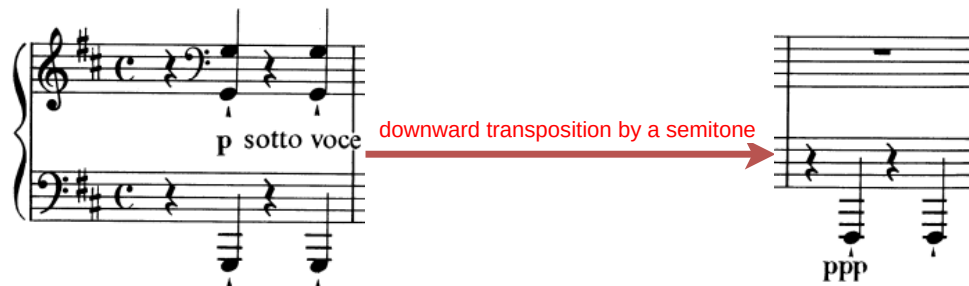 p sotto voce
downward transposition by a semitone
ppp